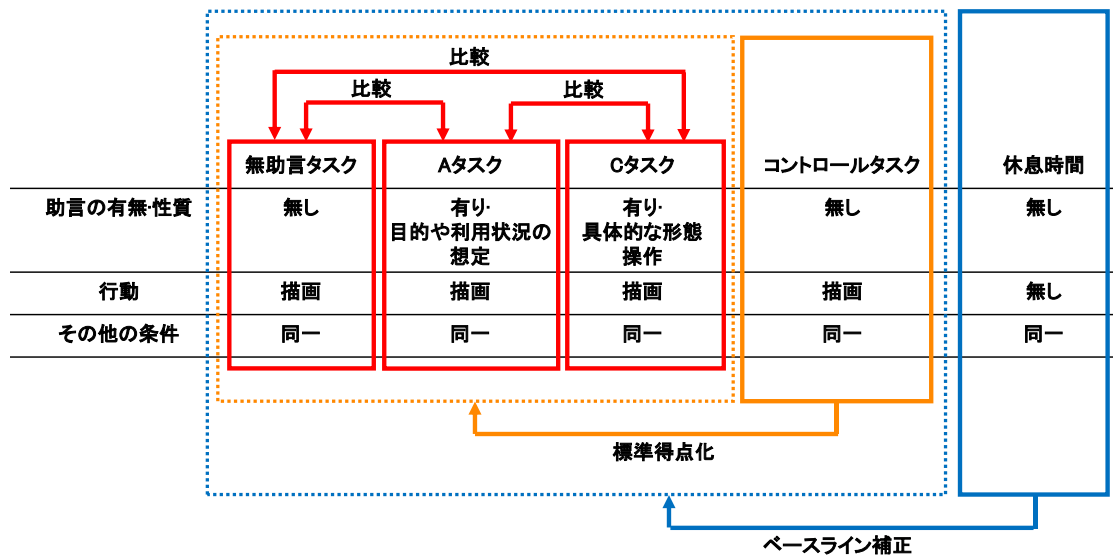 比較
比較 比較
無助言タスク Aタスク Cタスク コントロールタスク 休息時間
助言の有無・性質 無し 有り・ 有り・ 無し 無し
目的や利用状況の 具体的な形態
想定 操作
行動 描画 描画 描画 描画 無し
その他の条件 同一 同一 同一 同一 同一
標準得点化
ベースライン補正